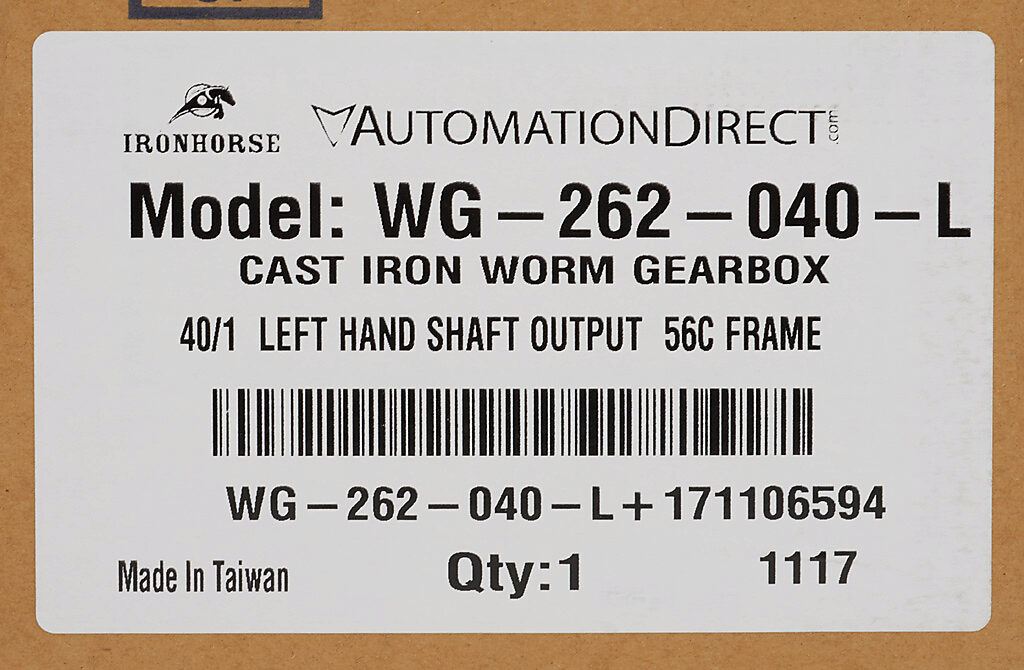 IRONHORSE
AUTOMATIONDIRECT.com
Model: WG-262-040-L
CAST IRON WORM GEARBOX
40/1 LEFT HAND SHAFT OUTPUT 56C FRAME
WG-262-040-L+171106594
Made In Taiwan Qty:1 1117